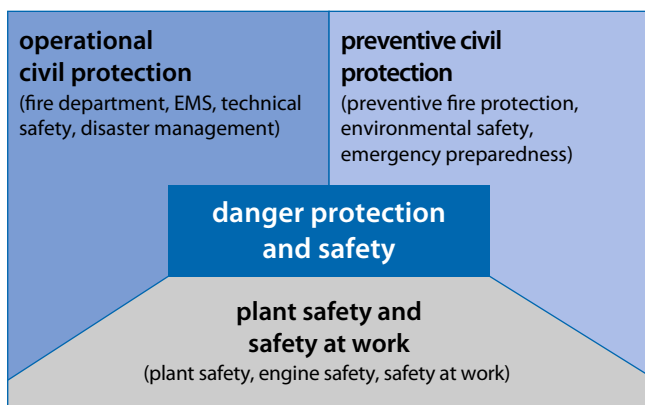 operational
civil protection
(fire department, EMS, technical
safety, disaster management)
preventive civil
protection
(preventive fire protection,
environmental safety,
emergency preparedness)
danger protection
and safety
plant safety and
safety at work
(plant safety, engine safety, safety at work)